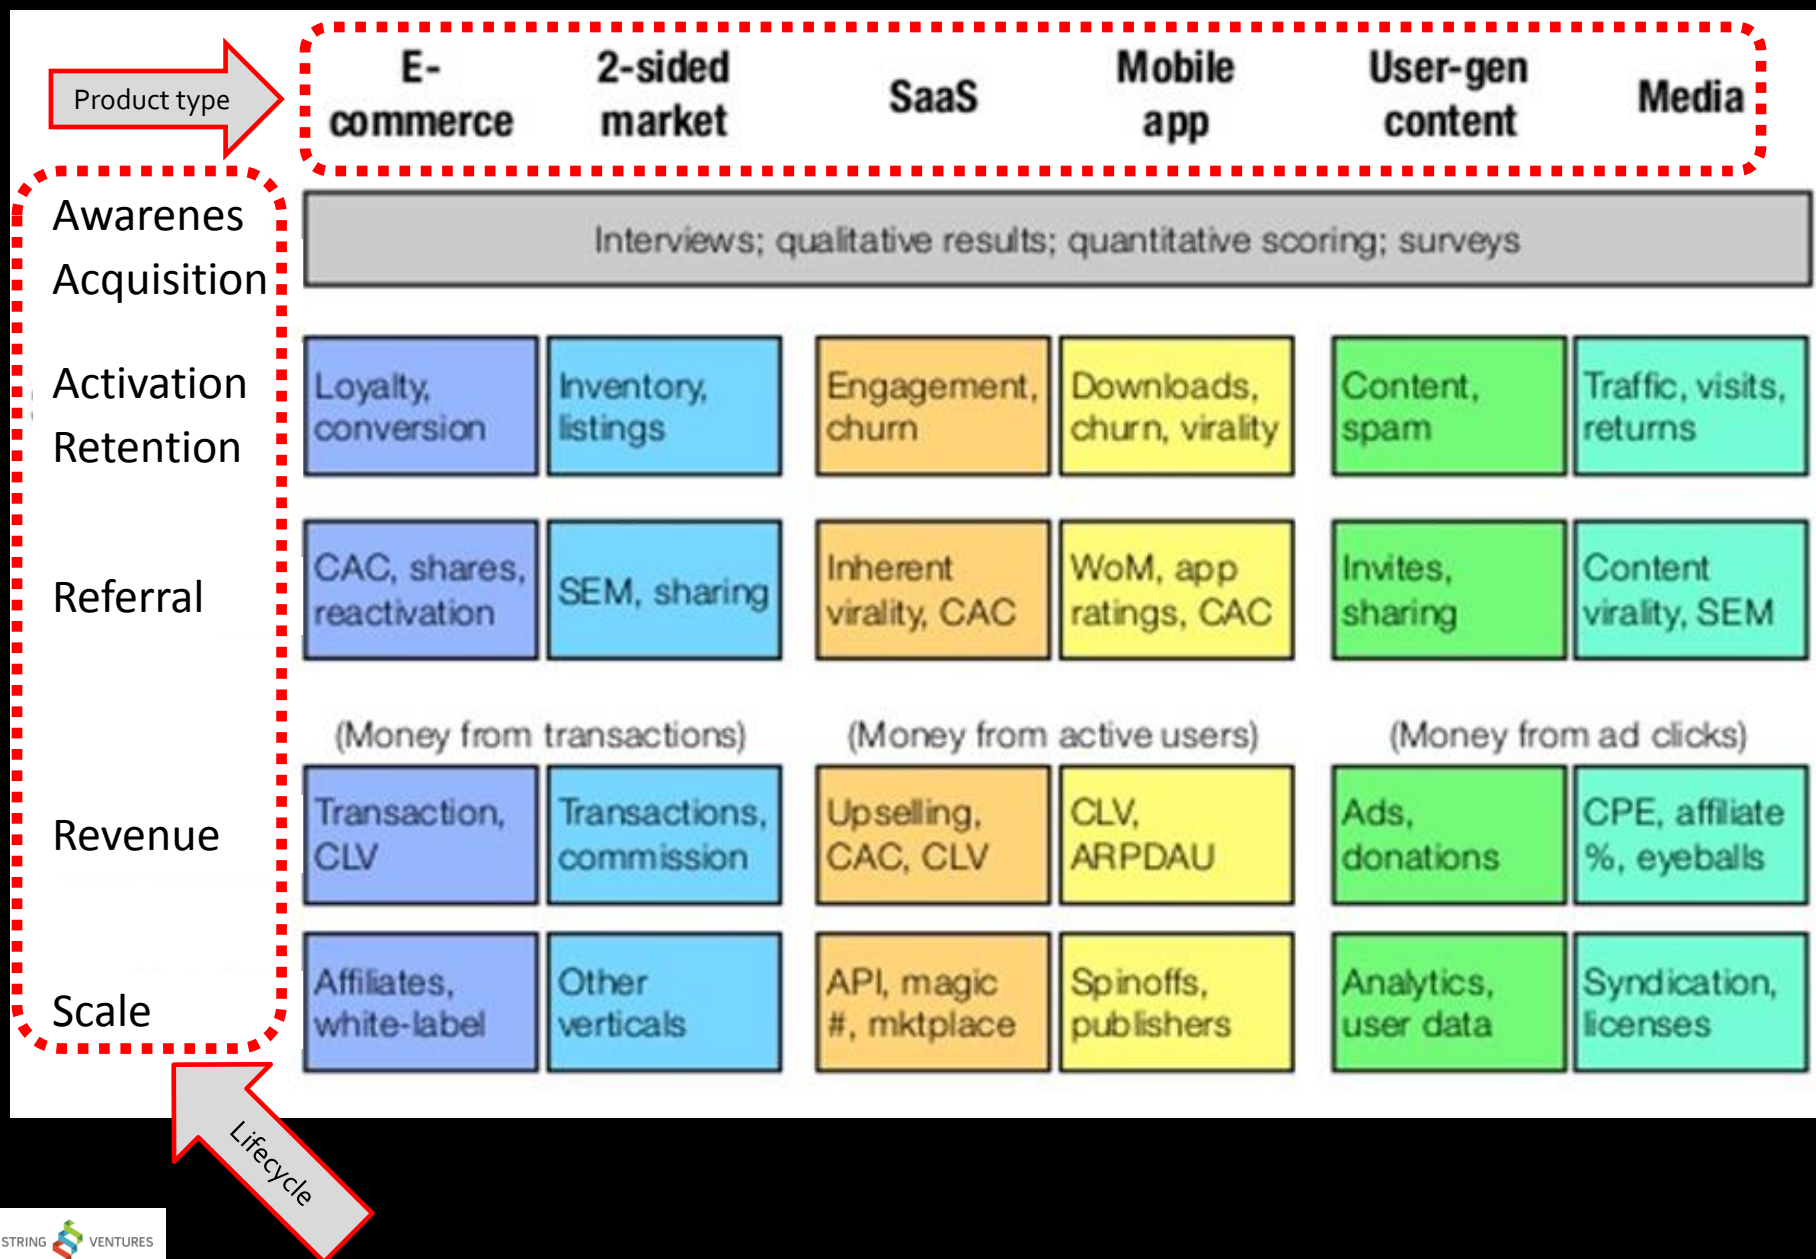 Product type
E-
commerce
2-sided
market
SaaS
Mobile
app
User-gen
content
Media
Awarenes
Acquisition
Interviews; qualitative results; quantitative scoring; surveys
Activation
Retention
Loyalty,
conversion
Inventory,
listings
Engagement,
churn
Downloads,
churn, virality
Content,
spam
Traffic, visits,
returns
Referral
CAC, shares,
reactivation
SEM, sharing
Inherent
virality, CAC
WoM, app
ratings, CAC
Invites,
sharing
Content
virality, SEM
(Money from transactions)
(Money from active users)
(Money from ad clicks)
Revenue
Transaction,
CLV
Transactions,
commission
Upselling,
CAC, CLV
CLV,
ARPDAU
Ads,
donations
CPE, affiliate
%, eyeballs
Scale
Affiliates,
white-label
Other
verticals
API, magic
#, mktplace
Spinoffs,
publishers
Analytics,
user data
Syndication,
licenses
Lifecycle
STRING VENTURES